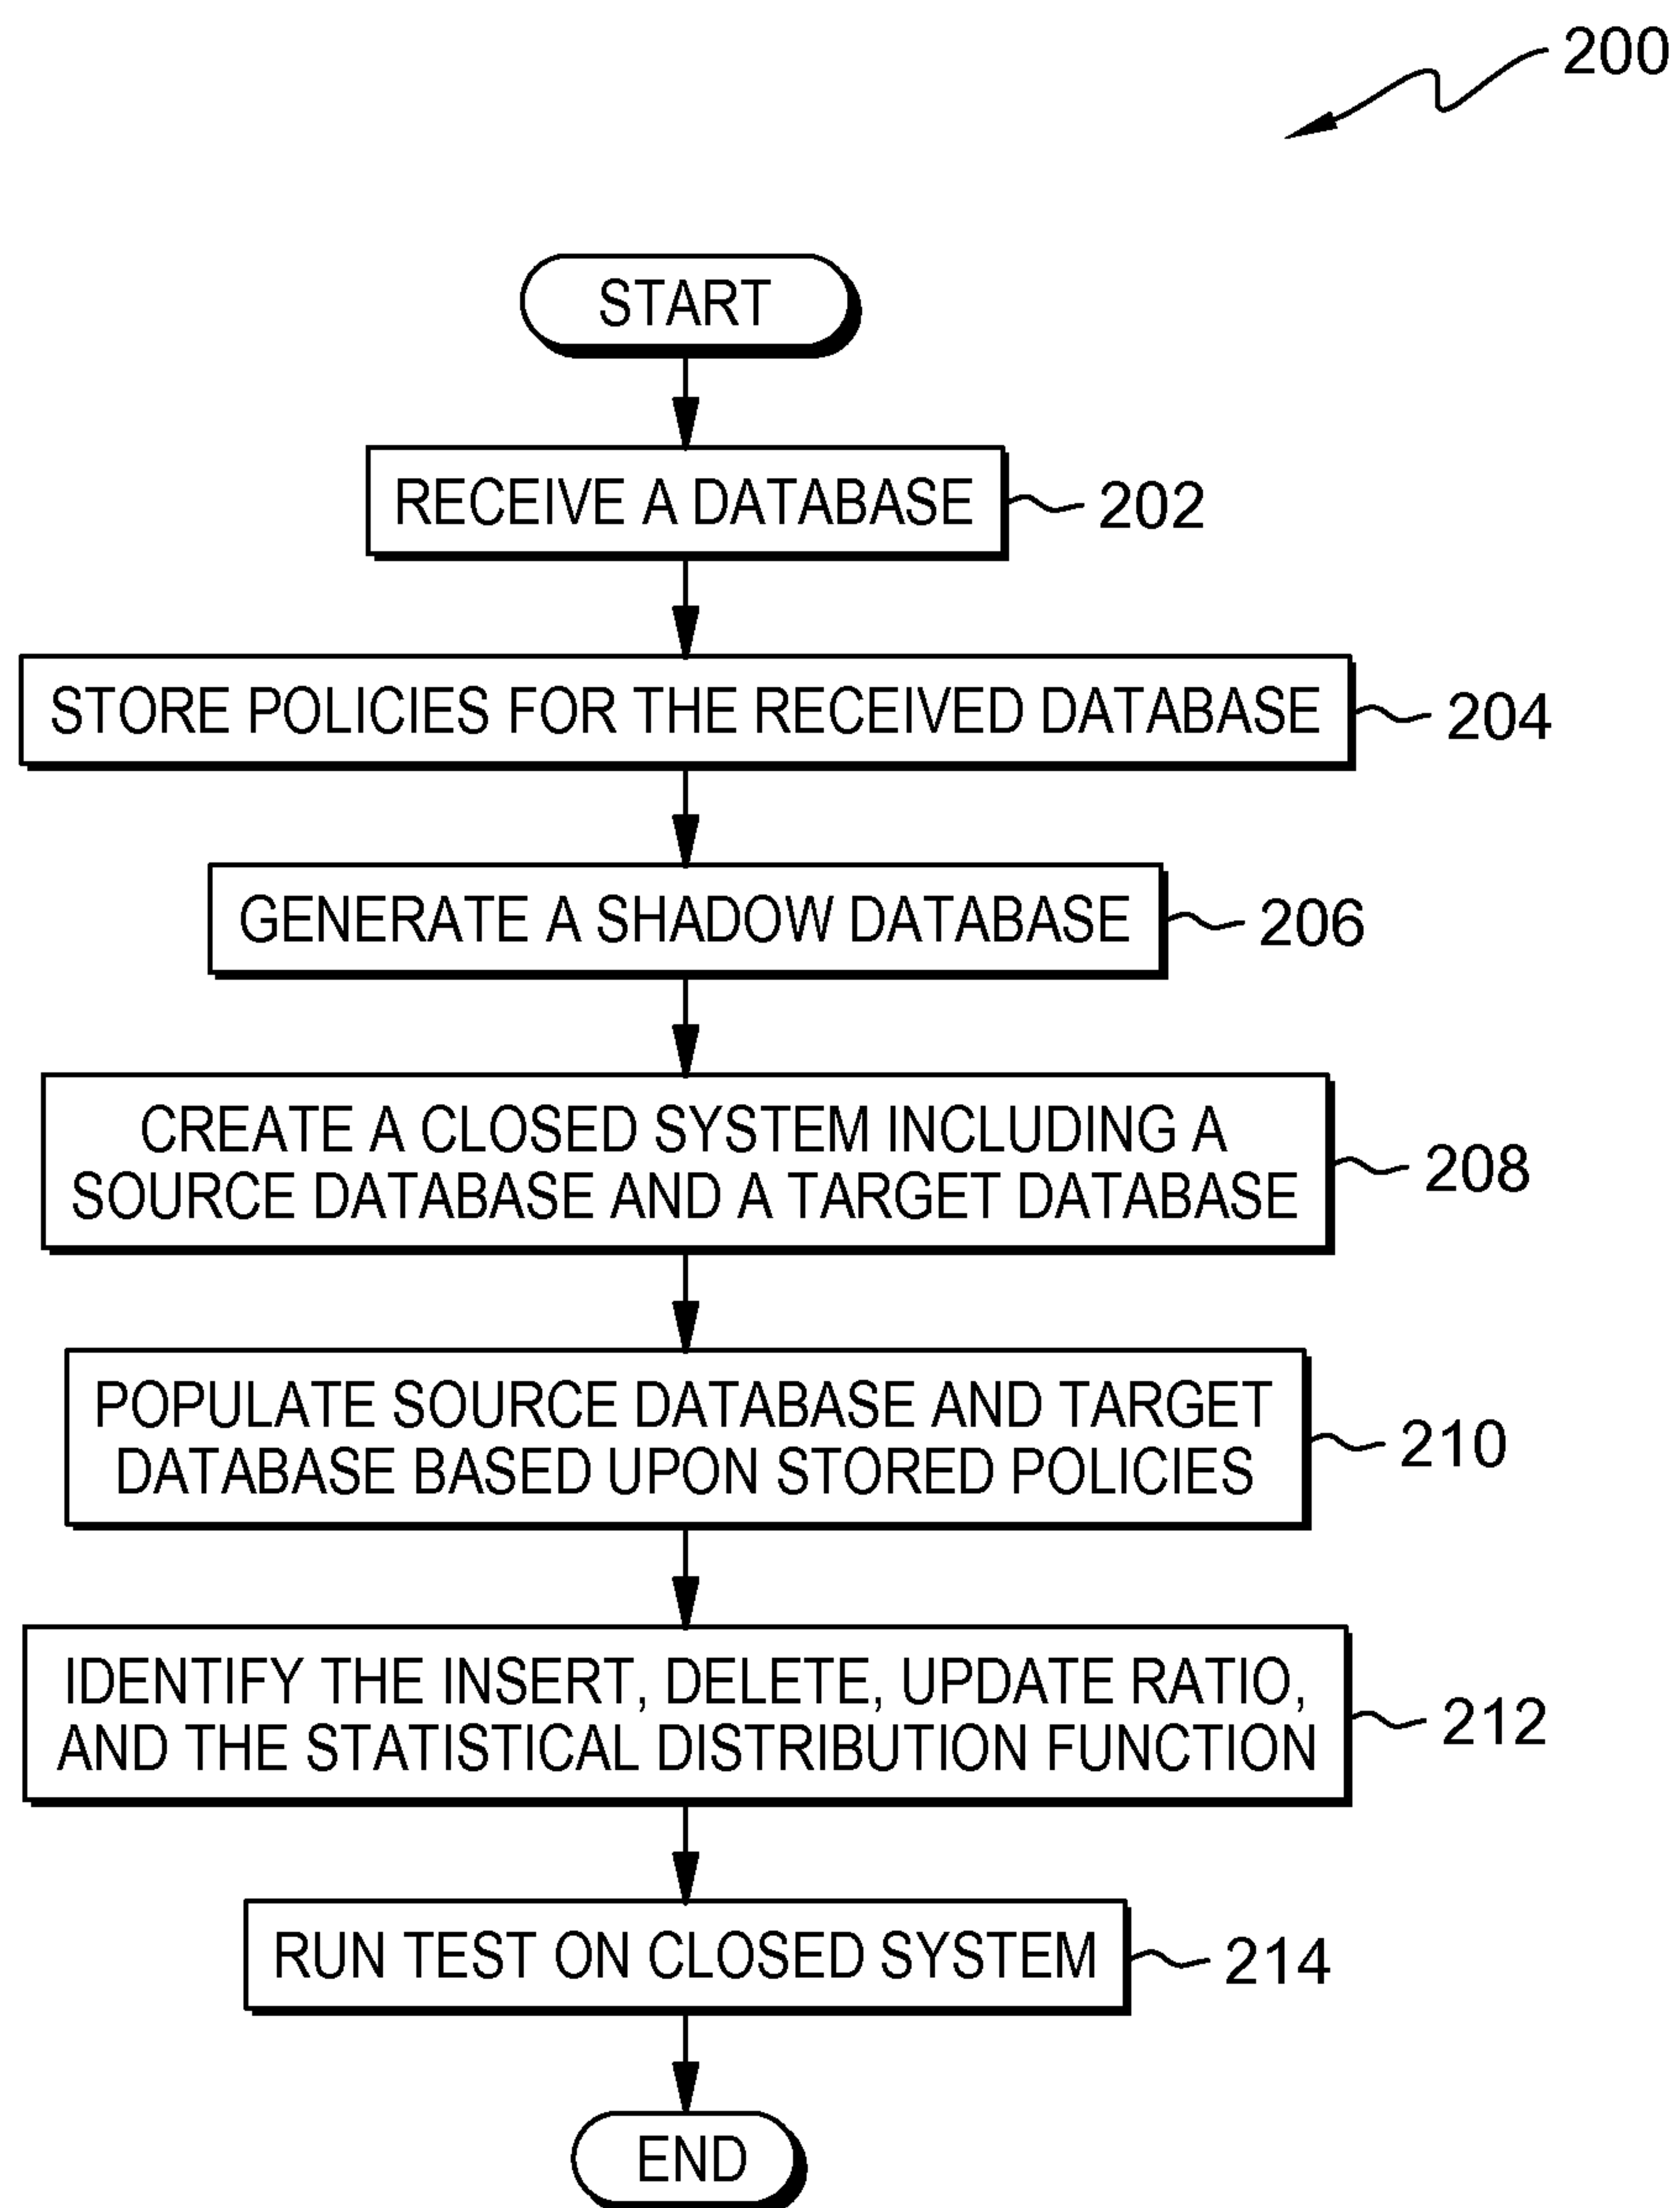 200
START
RECEIVE A DATABASE
202
STORE POLICIES FOR THE RECEIVED DATABASE
204
GENERATE A SHADOW DATABASE
206
CREATE A CLOSED SYSTEM INCLUDING A
SOURCE DATABASE AND A TARGET DATABASE
208
POPULATE SOURCE DATABASE AND TARGET
DATABASE BASED UPON STORED POLICIES
210
IDENTIFY THE INSERT, DELETE, UPDATE RATIO,
AND THE STATISTICAL DISTRIBUTION FUNCTION
212
RUN TEST ON CLOSED SYSTEM
214
END